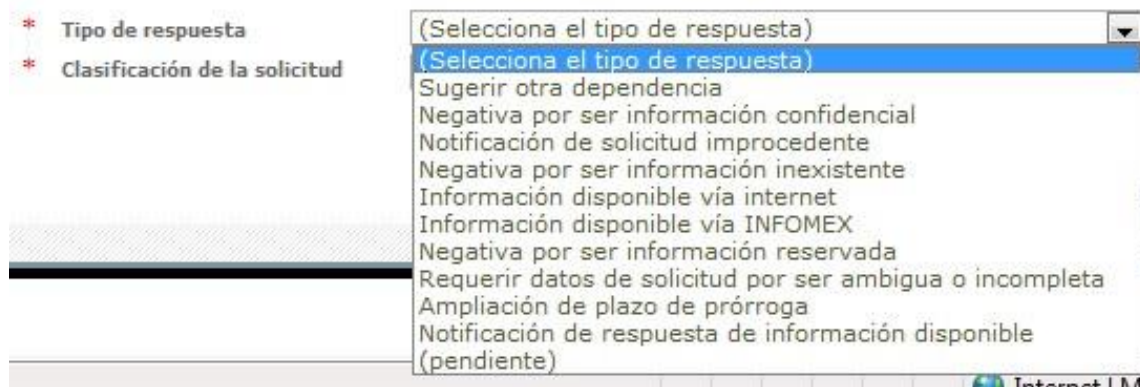 * Tipo de respuesta (Selecciona el tipo de respuesta)
* Clasificación de la solicitud
(Selecciona el tipo de respuesta)
Sugerir otra dependencia
Negativa por ser información confidencial
Notificación de solicitud improcedente
Negativa por ser información inexistente
Información disponible vía internet
Información disponible vía INFOMEX
Negativa por ser información reservada
Requerir datos de solicitud por ser ambigua o incompleta
Ampliación de plazo de prórroga
Notificación de respuesta de información disponible
(pendiente)
Internet | M